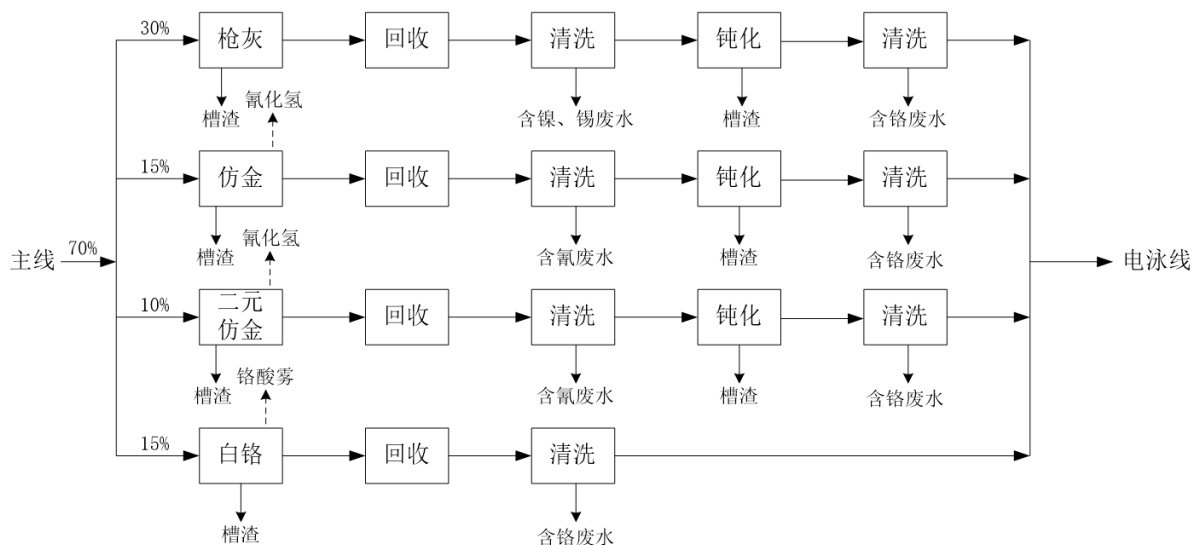 30%
枪灰
回收
清洗
钝化
清洗
槽渣
氰化氢
含镍、锡废水
槽渣
含铬废水
15%
仿金
回收
清洗
钝化
清洗
槽渣
氰化氢
含氰废水
槽渣
含铬废水
主线
70%
电泳线
10%
二元
仿金
回收
清洗
钝化
清洗
槽渣
铬酸雾
含氰废水
槽渣
含铬废水
15%
白铬
回收
清洗
槽渣
含铬废水